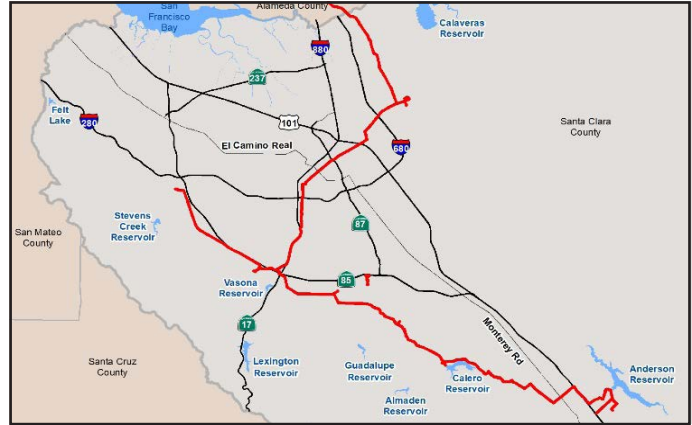 San
Francisco
Bay
Alameda County
Calaveras
Reservoir
880
237
Felt
Lake
280
101
El Camino Real
680
Santa Clara
County
Stevens
Creek
Reservoir
San Mateo
County
87
Vasona
Reservoir
85
17
Monterey Rd
Santa Cruz
County
Lexington
Reservoir
Guadalupe
Reservoir
Calero
Reservoir
Almaden
Reservoir
Anderson
Reservoir